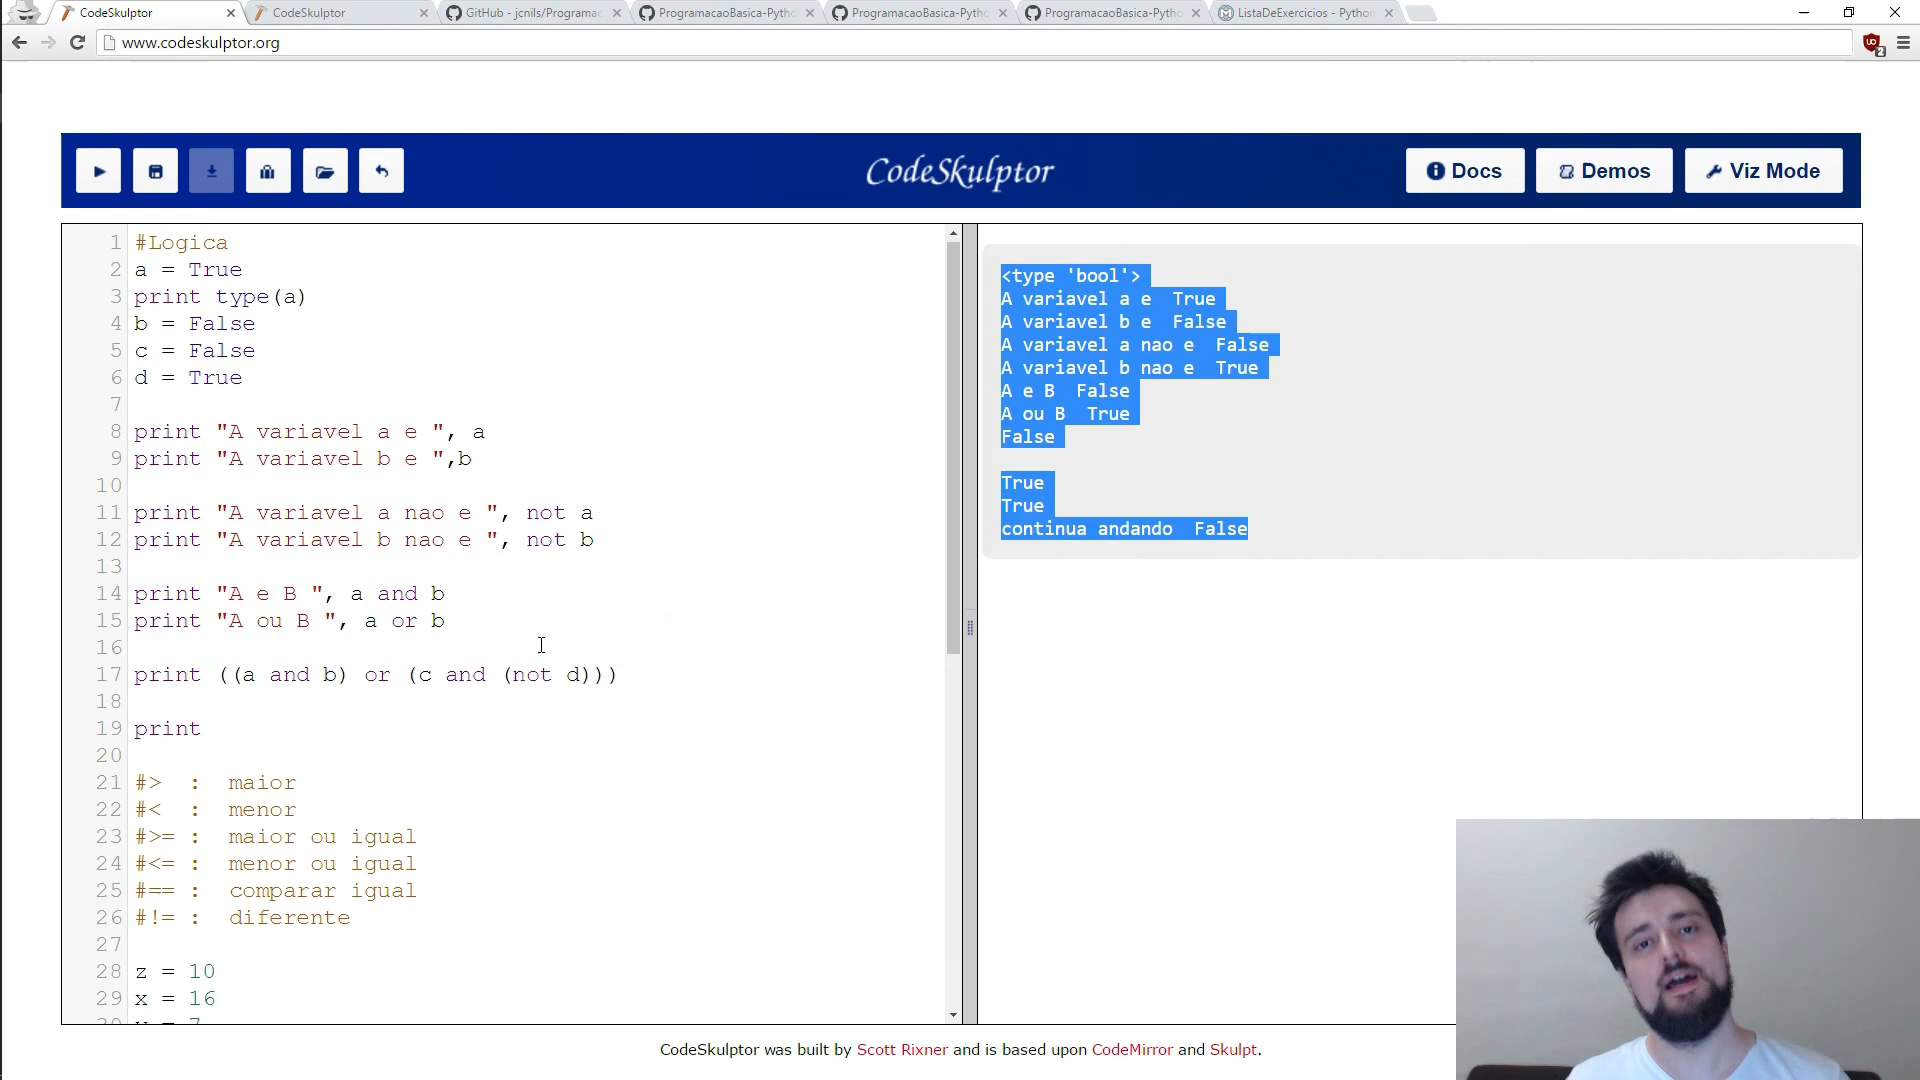 CodeSkulptor
CodeSkulptor
GitHub - jcnils/Programac
ProgramacaoBasica-Pytho
ProgramacaoBasica-Pytho
ProgramacaoBasica-Pytho
ListaDeExercicios - Python
www.codeskulptor.org
2
CodeSkulptor
Docs
Demos
Viz Mode
1 #Logica
2 a = True
3 print type(a)
4 b = False
5 c = False
6 d = True
7
8 print "A variavel a e ", a
9 print "A variavel b e ",b
10
11 print "A variavel a nao e ", not a
12 print "A variavel b nao e ", not b
13
14 print "A e B ", a and b
15 print "A ou B ", a or b
16
17 print ((a and b) or (c and (not d)))
18
19 print
20
21 #>  :  maior
22 #<  :  menor
23 #>= :  maior ou igual
24 #<= :  menor ou igual
25 #== :  comparar igual
26 #!= :  diferente
27
28 z = 10
29 x = 16
<type 'bool'>
A variavel a e  True
A variavel b e  False
A variavel a nao e  False
A variavel b nao e  True
A e B  False
A ou B  True
False
True
True
continua andando  False
CodeSkulptor was built by Scott Rixner and is based upon CodeMirror and Skulpt.